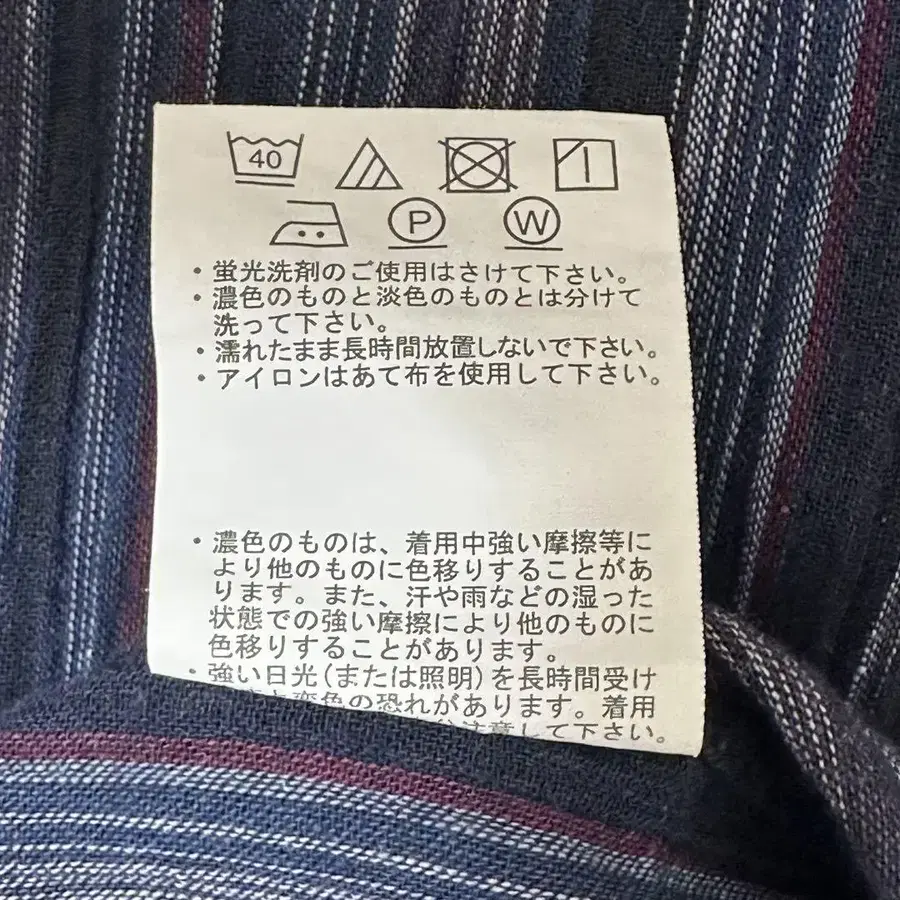 40
P W
・蛍光洗剤のご使用はさけて下さい。
・濃色のものと淡色のものとは分けて
洗って下さい。
・濡れたまま長時間放置しないで下さい。
・アイロンはあて布を使用して下さい。
・濃色のものは、着用中強い摩擦等に
より他のものに色移りすることがあ
ります。また、汗や雨などの湿った
状態での強い摩擦により他のものに
色移りすることがあります。
・強い日光(または照明)を長時間受け
と変色の恐れがあります。着用
注意して下さい。